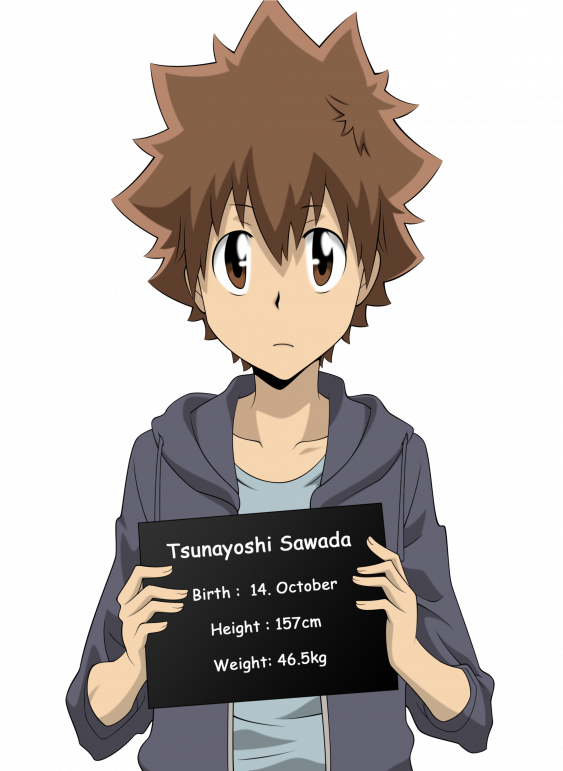 Tsunayoshi Sawada
Birth : 14. October
Height : 157cm
Weight: 46.5kg